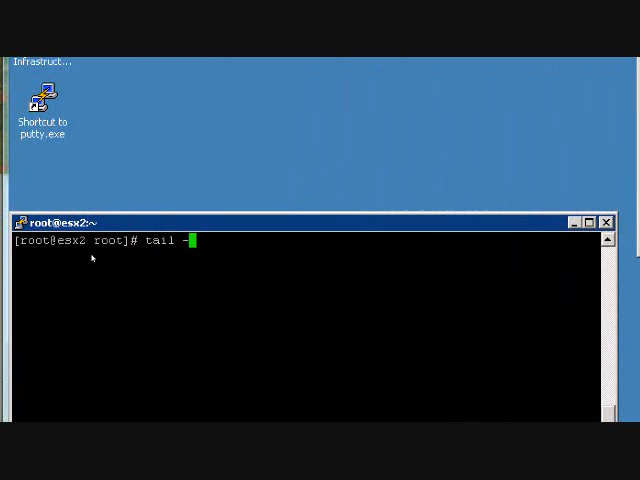 Infrastruct...
Shortcut to
putty.exe
root@esx2:~
[root@esx2 root]# tail -